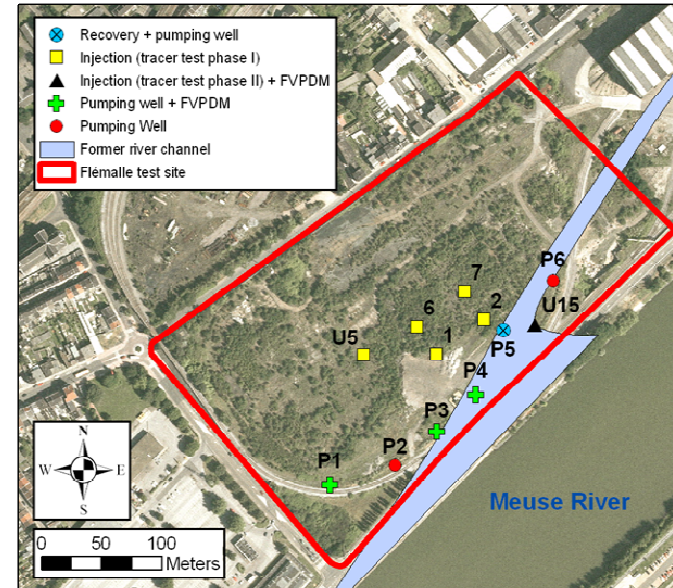 Recovery + pumping well
Injection (tracer test phase I)
Injection (tracer test phase II) + FVPDM
Pumping well + FVPDM
Pumping Well
Former river channel
Flémalle test site
P6
7
U15
2
6
P5
U5
1
P4
P3
P2
P1
N
W E
S
Meuse River
0 50 100
Meters